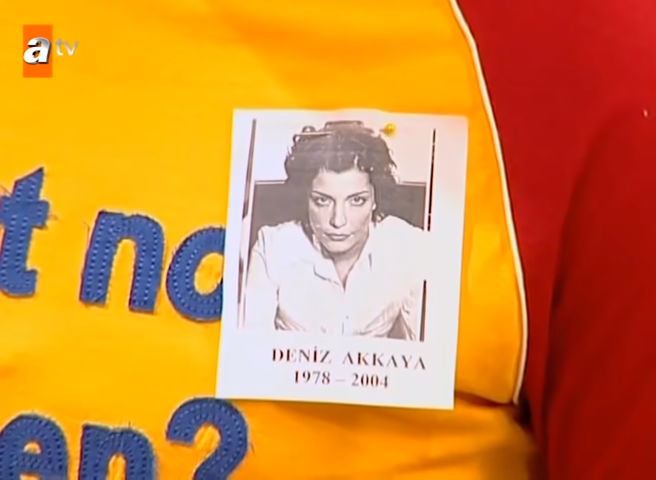 atv
t no
DENİZ AKKAYA
1978 – 2004
en?